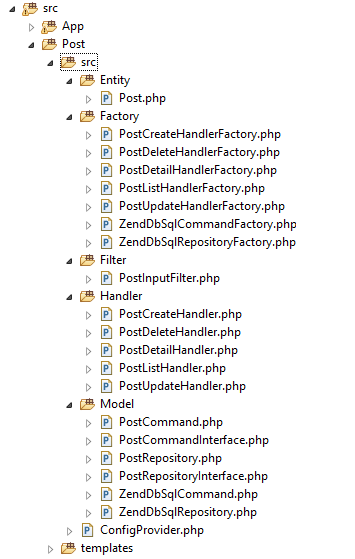 src
App
Post
src
Entity
Post.php
Factory
PostCreateHandlerFactory.php
PostDeleteHandlerFactory.php
PostDetailHandlerFactory.php
PostListHandlerFactory.php
PostUpdateHandlerFactory.php
ZendDbSqlCommandFactory.php
ZendDbSqlRepositoryFactory.php
Filter
PostInputFilter.php
Handler
PostCreateHandler.php
PostDeleteHandler.php
PostDetailHandler.php
PostListHandler.php
PostUpdateHandler.php
Model
PostCommand.php
PostCommandInterface.php
PostRepository.php
PostRepositoryInterface.php
ZendDbSqlCommand.php
ZendDbSqlRepository.php
ConfigProvider.php
templates